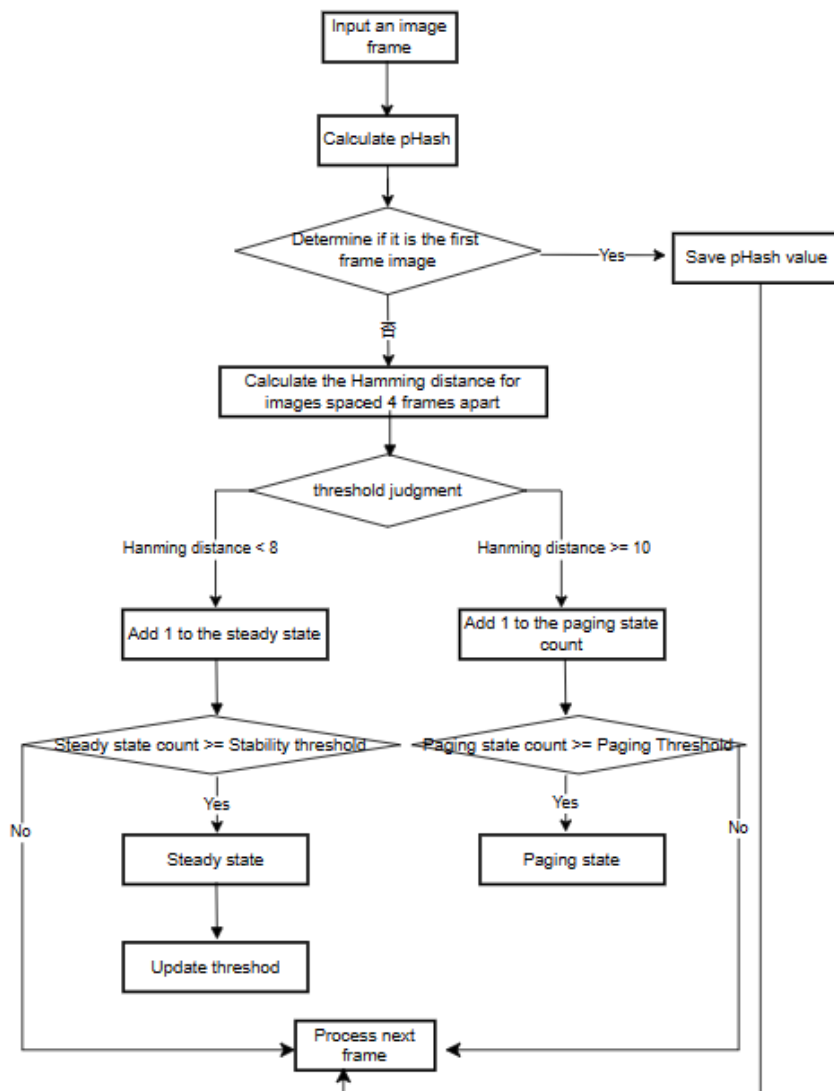 Input an image
frame
Calculate pHash
Determine if it is the first
frame image
Yes
Save pHash value
Calculate the Hamming distance for
images spaced 4 frames apart
threshold judgment
Hanming distance < 8
Hanming distance >= 10
Add 1 to the steady state
Add 1 to the paging state
count
Steady state count >= Stability threshold
Paging state count >= Paging Threshold
Yes
Yes
No
No
Steady state
Paging state
Update threshod
Process next
frame